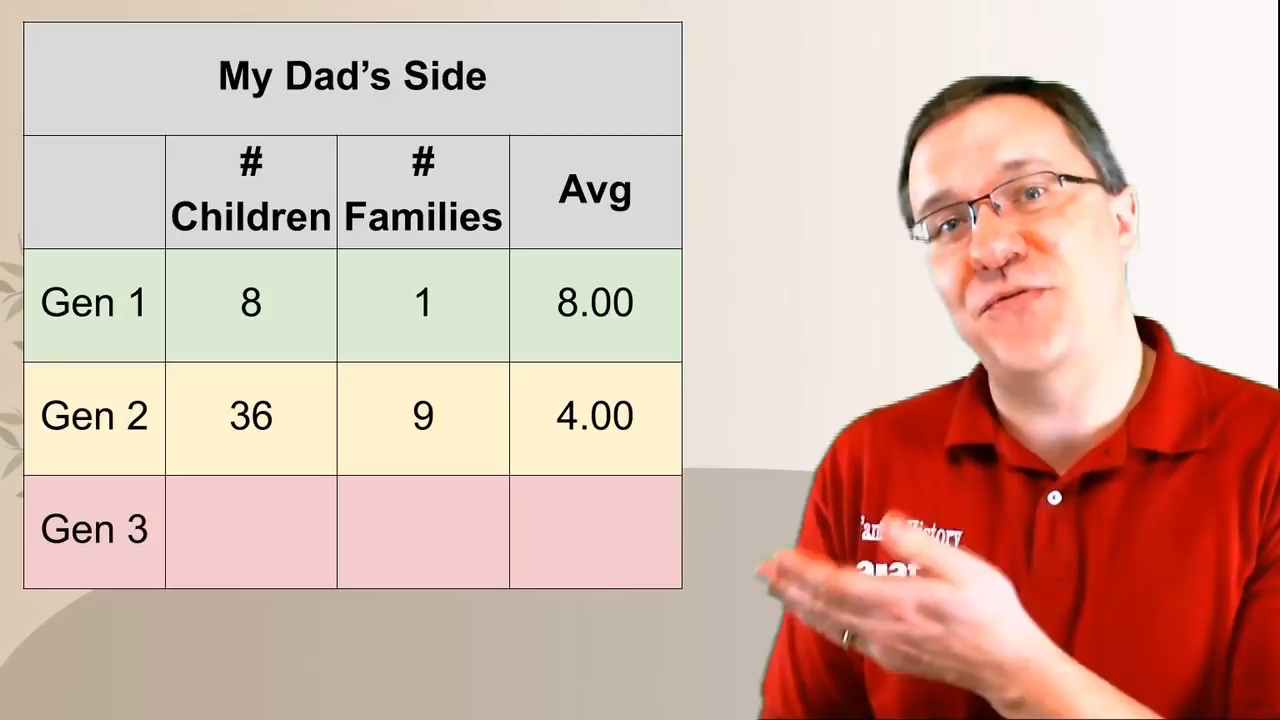 My Dad’s Side
# Children
# Families
Avg
Gen 1 8 1 8.00
Gen 2 36 9 4.00
Gen 3